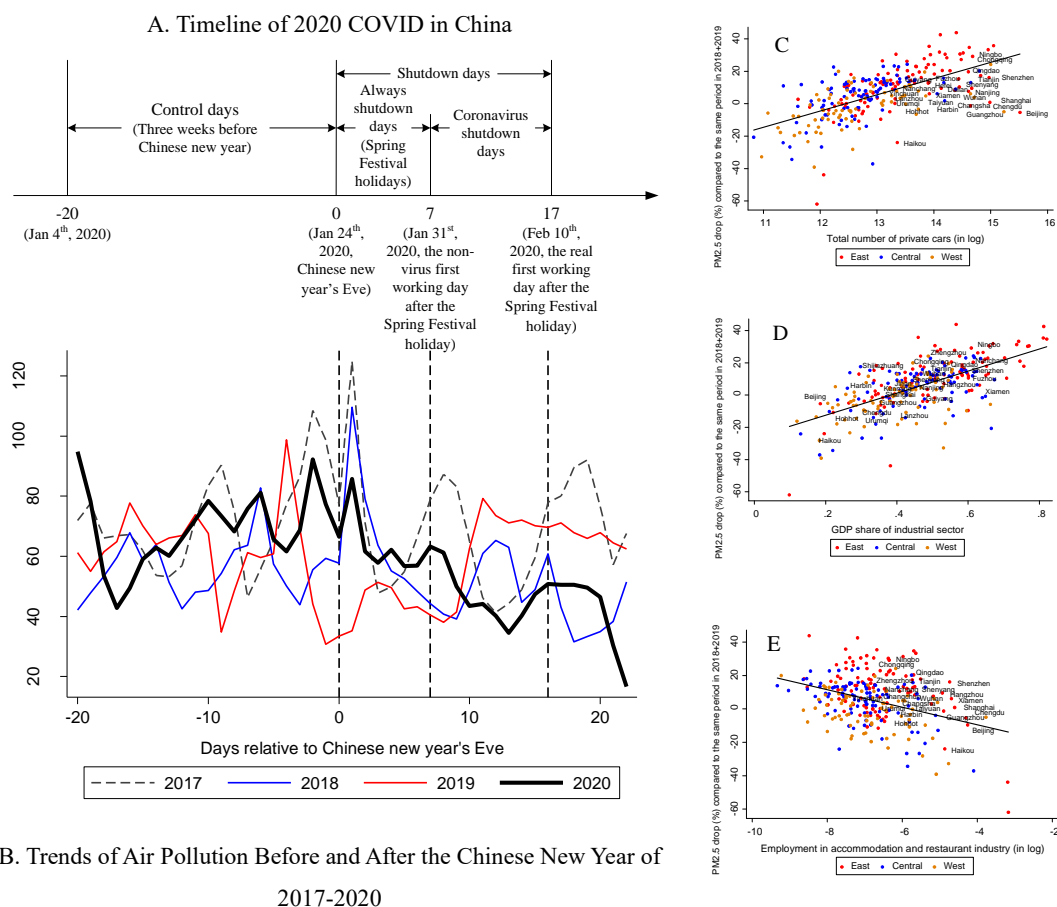 A. Timeline of 2020 COVID in China
Shutdown days
Control days
(Three weeks before
Chinese new year)
Always
shutdown
days
(Spring
Festival
holidays)
Coronavirus
shutdown
days
-20
(Jan 4th, 2020)
0
(Jan 24th,
2020,
Chinese new
year's Eve)
7
(Jan 31st,
2020, the non-
virus first
working day
after the
Spring Festival
holiday)
17
(Feb 10th,
2020, the real
first working
day after the
Spring Festival
holiday)
120
100
80
60
40
20
-20 -10 0 10 20
Days relative to Chinese new year's Eve
2017 2018 2019 2020
B. Trends of Air Pollution Before and After the Chinese New Year of
2017-2020
C
PM2.5 drop (%) compared to the same period in 2018+2019
40
20
0
-20
-40
-60
Ningbo
Chongqing
Qingdao
Tianjin
Shenzhen
Shenyang
Nanchang
Nanjing
Xiamen
Wuhan
Urumqi
Taiyuan
Shanghai
Hohhot
Harbin
Changsha
Chengdu
Guangzhou
Beijing
Haikou
11 12 13 14 15 16
Total number of private cars (in log)
East Central West
D
PM2.5 drop (%) compared to the same period in 2018+2019
40
20
0
-20
-40
-60
Ningbo
Zhengzhou
Shijiazhuang
Chongqing
Qingdao
Tianjin
Shenzhen
Harbin
Fuzhou
Beijing
Xiamen
Guangzhou
Hohhot
Chengdu
Urumqi
Lanzhou
Haikou
0 .2 .4 .6 .8
GDP share of industrial sector
East Central West
E
PM2.5 drop (%) compared to the same period in 2018+2019
40
20
0
-20
-40
-60
Ningbo
Chongqing
Qingdao
Zhengzhou
Tianjin
Shenzhen
Shenyang
Hangzhou
Wuhan
Xiamen
Taiyuan
Shanghai
Harbin
Chengdu
Guangzhou
Hohhot
Beijing
Haikou
-10 -8 -6 -4 -2
Employment in accommodation and restaurant industry (in log)
East Central West